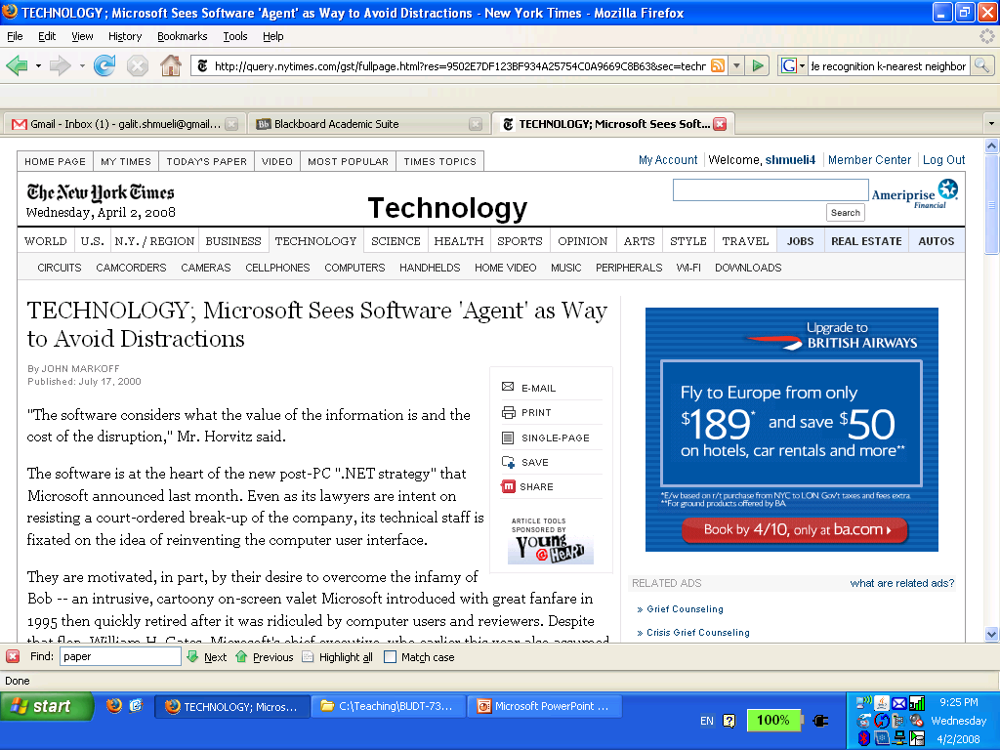 TECHNOLOGY; Microsoft Sees Software 'Agent' as Way to Avoid Distractions - New York Times - Mozilla Firefox
File Edit View History Bookmarks Tools Help
http://query.nytimes.com/gst/fullpage.html?res=9502E7DF123BF934A25754C0A9669C8B63&sec=techr
G
le recognition k-nearest neighbor
Gmail - Inbox (1) - galit.shmueli@gmail...
Bb Blackboard Academic Suite
TECHNOLOGY; Microsoft Sees Soft...
HOME PAGE MY TIMES TODAY'S PAPER VIDEO MOST POPULAR TIMES TOPICS
My Account Welcome, shmueli4 Member Center Log Out
The New York Times
Wednesday, April 2, 2008
Technology
Search
Ameriprise
Financial
WORLD U.S. N.Y. / REGION BUSINESS TECHNOLOGY SCIENCE HEALTH SPORTS OPINION ARTS STYLE TRAVEL JOBS REAL ESTATE AUTOS
CIRCUITS CAMCORDERS CAMERAS CELLPHONES COMPUTERS HANDHELDS HOME VIDEO MUSIC PERIPHERALS WI-FI DOWNLOADS
TECHNOLOGY; Microsoft Sees Software 'Agent' as Way
to Avoid Distractions
By JOHN MARKOFF
Published: July 17, 2000
"The software considers what the value of the information is and the
cost of the disruption," Mr. Horvitz said.
The software is at the heart of the new post-PC ".NET strategy" that
Microsoft announced last month. Even as its lawyers are intent on
resisting a court-ordered break-up of the company, its technical staff is
fixated on the idea of reinventing the computer user interface.
They are motivated, in part, by their desire to overcome the infamy of
Bob -- an intrusive, cartoony on-screen valet Microsoft introduced with great fanfare in
1995 then quickly retired after it was ridiculed by computer users and reviewers. Despite
that flop, William H. Gates, Microsoft's chief executive, who earlier this year also assumed
E-MAIL
PRINT
SINGLE-PAGE
SAVE
SHARE
ARTICLE TOOLS
SPONSORED BY
Young
@HEART
Upgrade to
BRITISH AIRWAYS
Fly to Europe from only
$189* and save $50
on hotels, car rentals and more**
*E/w based on r/t purchase from NYC to LON. Gov't taxes and fees extra.
**For ground products offered by BA.
Book by 4/10, only at ba.com
RELATED ADS
what are related ads?
» Grief Counseling
» Crisis Grief Counseling
Find: paper Next Previous Highlight all Match case
Done
start
TECHNOLOGY; Micros...
C:\Teaching\BUDT-73...
Microsoft PowerPoint ...
EN
100%
9:25 PM
Wednesday
4/2/2008